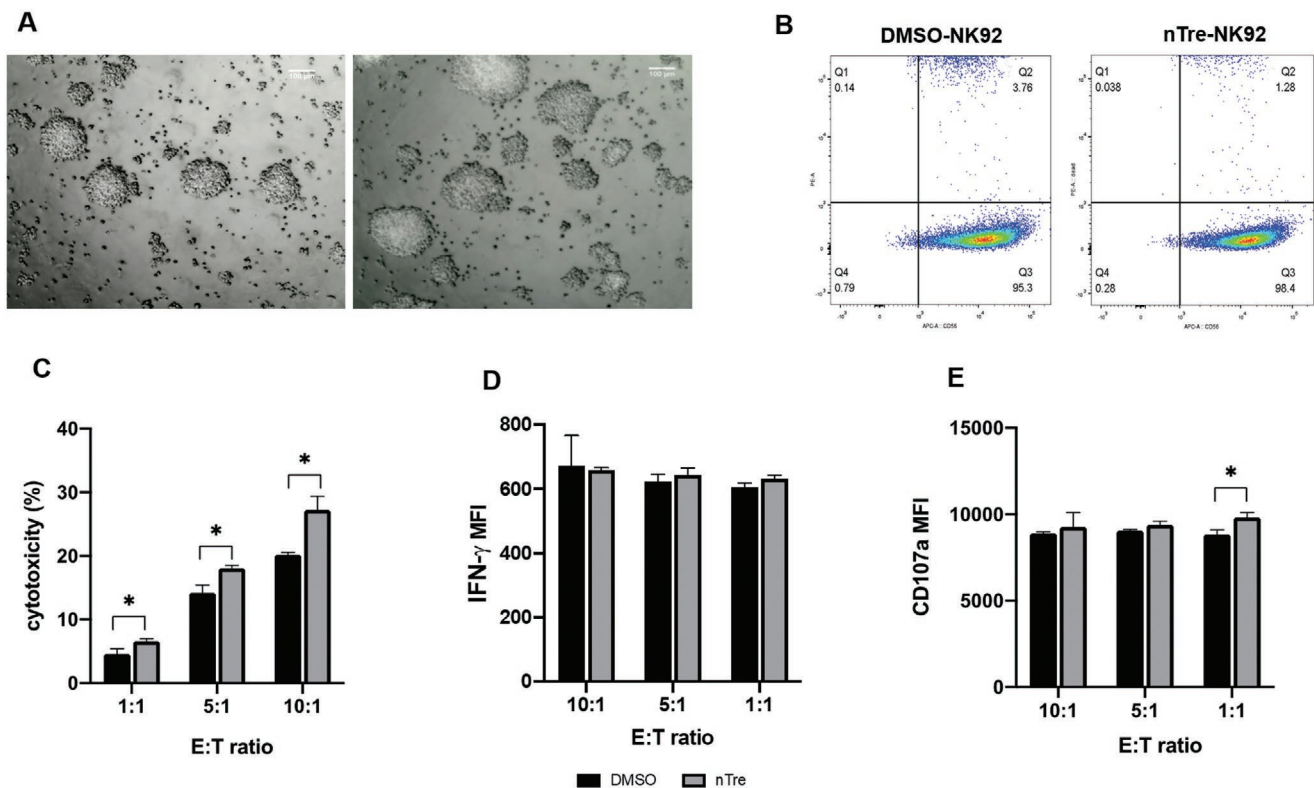 A
100 μm
100 μm
B
DMSO-NK92
nTre-NK92
Q1
0.14
Q2
3.76
Q4
0.79
Q3
95.3
PE-A
APC-A :: CD56
Q1
0.038
Q2
1.28
Q4
0.28
Q3
98.4
PE-A :: dead
APC-A :: CD56
C
cytotoxicity (%)
40
30
20
10
0
1:1 5:1 10:1
E:T ratio
*
*
*
D
IFN-γ MFI
800
600
400
200
0
10:1 5:1 1:1
E:T ratio
E
CD107a MFI
15000
10000
5000
0
10:1 5:1 1:1
E:T ratio
*
DMSO nTre